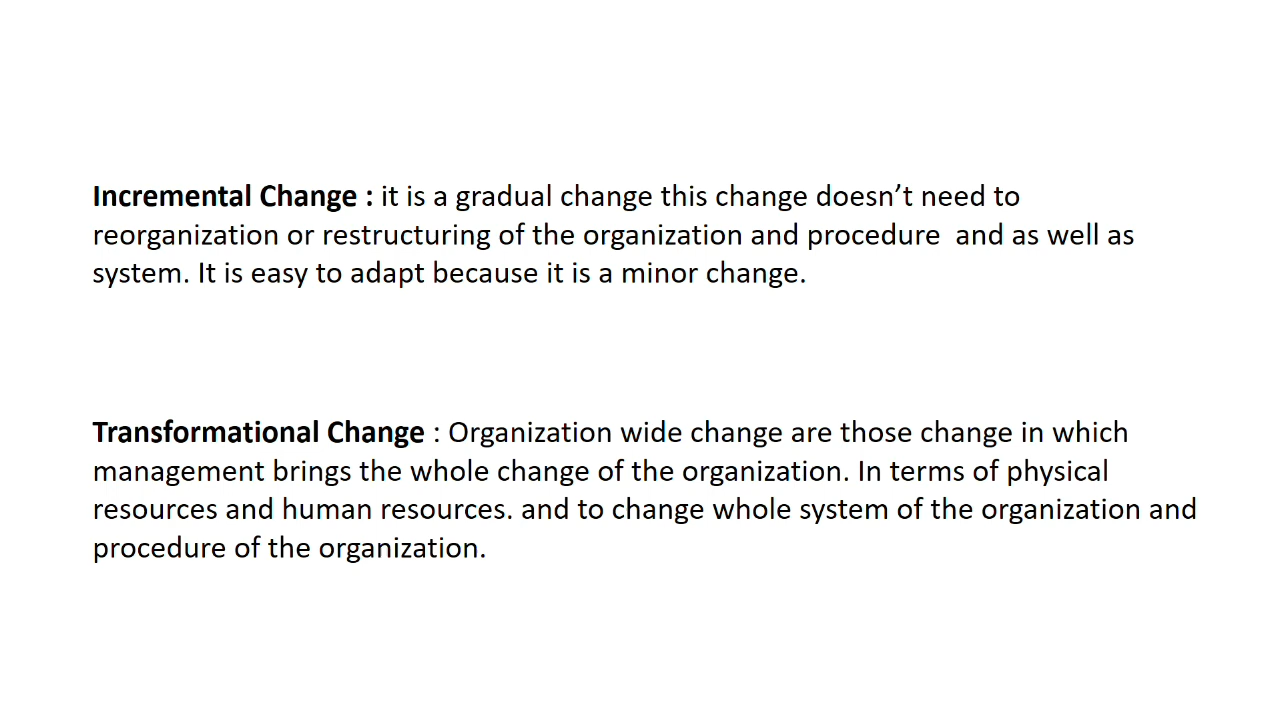 Incremental Change : it is a gradual change this change doesn’t need to
reorganization or restructuring of the organization and procedure  and as well as
system. It is easy to adapt because it is a minor change.
Transformational Change : Organization wide change are those change in which
management brings the whole change of the organization. In terms of physical
resources and human resources. and to change whole system of the organization and
procedure of the organization.